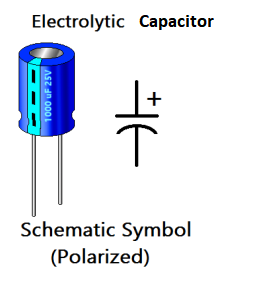 Electrolytic Capacitor
1000 uF 25V
+
Schematic Symbol
(Polarized)